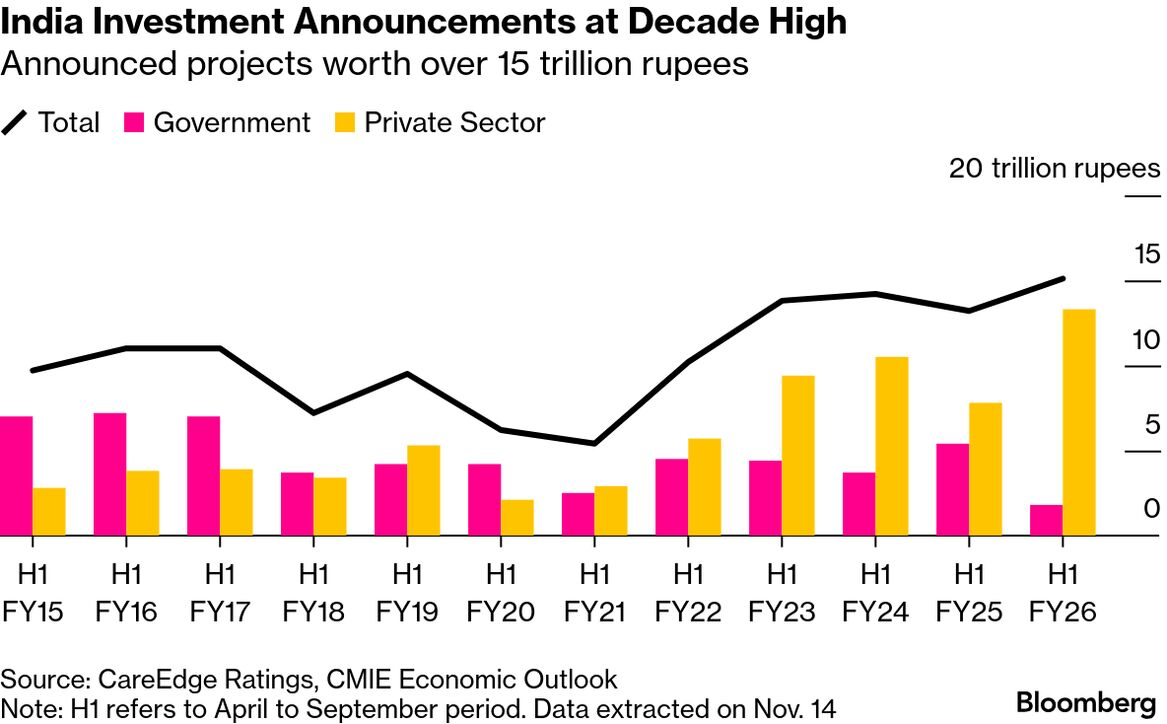 India Investment Announcements at Decade High
Announced projects worth over 15 trillion rupees
Total Government Private Sector
20 trillion rupees
15
10
5
0
H1 H1 H1 H1 H1 H1 H1 H1 H1 H1 H1 H1
FY15 FY16 FY17 FY18 FY19 FY20 FY21 FY22 FY23 FY24 FY25 FY26
Source: CareEdge Ratings, CMIE Economic Outlook
Note: H1 refers to April to September period. Data extracted on Nov. 14
Bloomberg